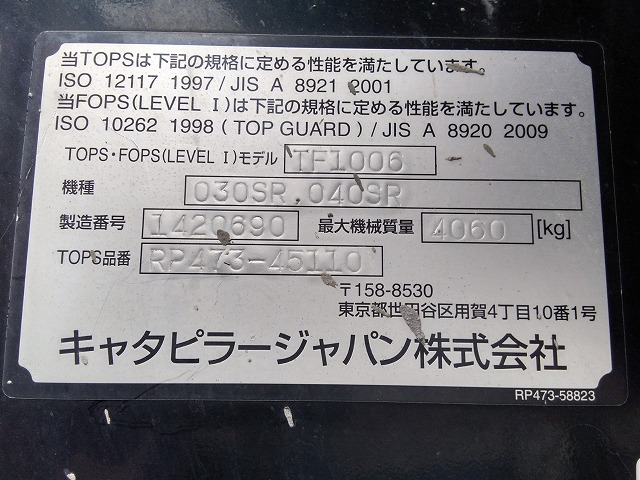 当TOPSは下記の規格に定める性能を満たしています。
ISO 12117 1997/JIS A 8921 2001
当FOPS(LEVEL I)は下記の規格に定める性能を満たしています。
ISO 10262 1998 (TOP GUARD)/JIS A 8920 2009
TOPS・FOPS(LEVEL I)モデル TF1006
機種 030SR.040SR
製造番号 1420690 最大機械質量 4060 [kg]
TOPS品番 RP473-45110
〒158-8530
東京都世田谷区用賀4丁目10番1号
キャタピラージャパン株式会社
RP473-58823